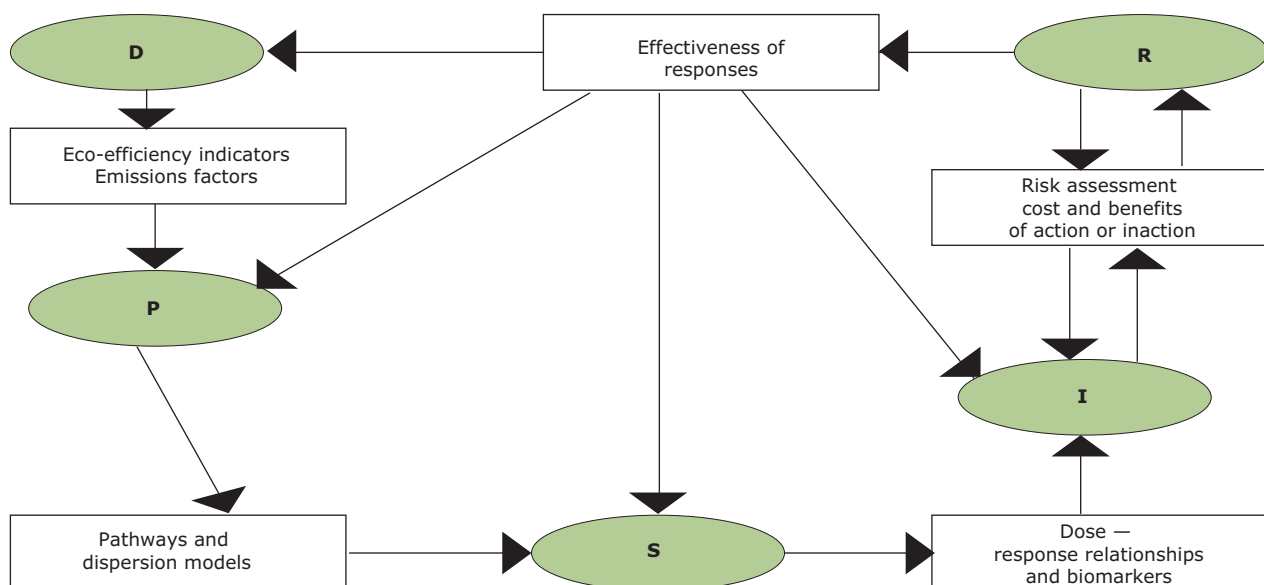 D
Effectiveness of
responses
R
Eco-efficiency indicators
Emissions factors
Risk assessment
cost and benefits
of action or inaction
P
I
Pathways and
dispersion models
S
Dose —
response relationships
and biomarkers